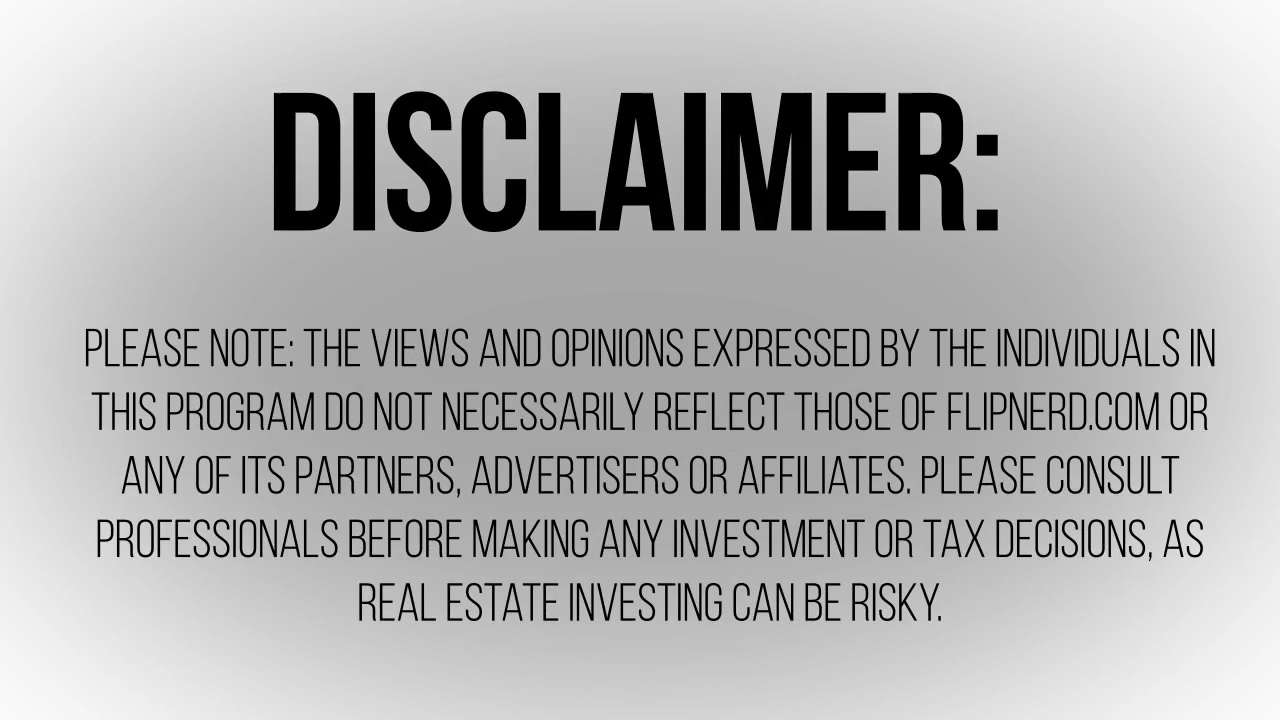 DISCLAIMER:
PLEASE NOTE: THE VIEWS AND OPINIONS EXPRESSED BY THE INDIVIDUALS IN
THIS PROGRAM DO NOT NECESSARILY REFLECT THOSE OF FLIPNERD.COM OR
ANY OF ITS PARTNERS, ADVERTISERS OR AFFILIATES. PLEASE CONSULT
PROFESSIONALS BEFORE MAKING ANY INVESTMENT OR TAX DECISIONS, AS
REAL ESTATE INVESTING CAN BE RISKY.